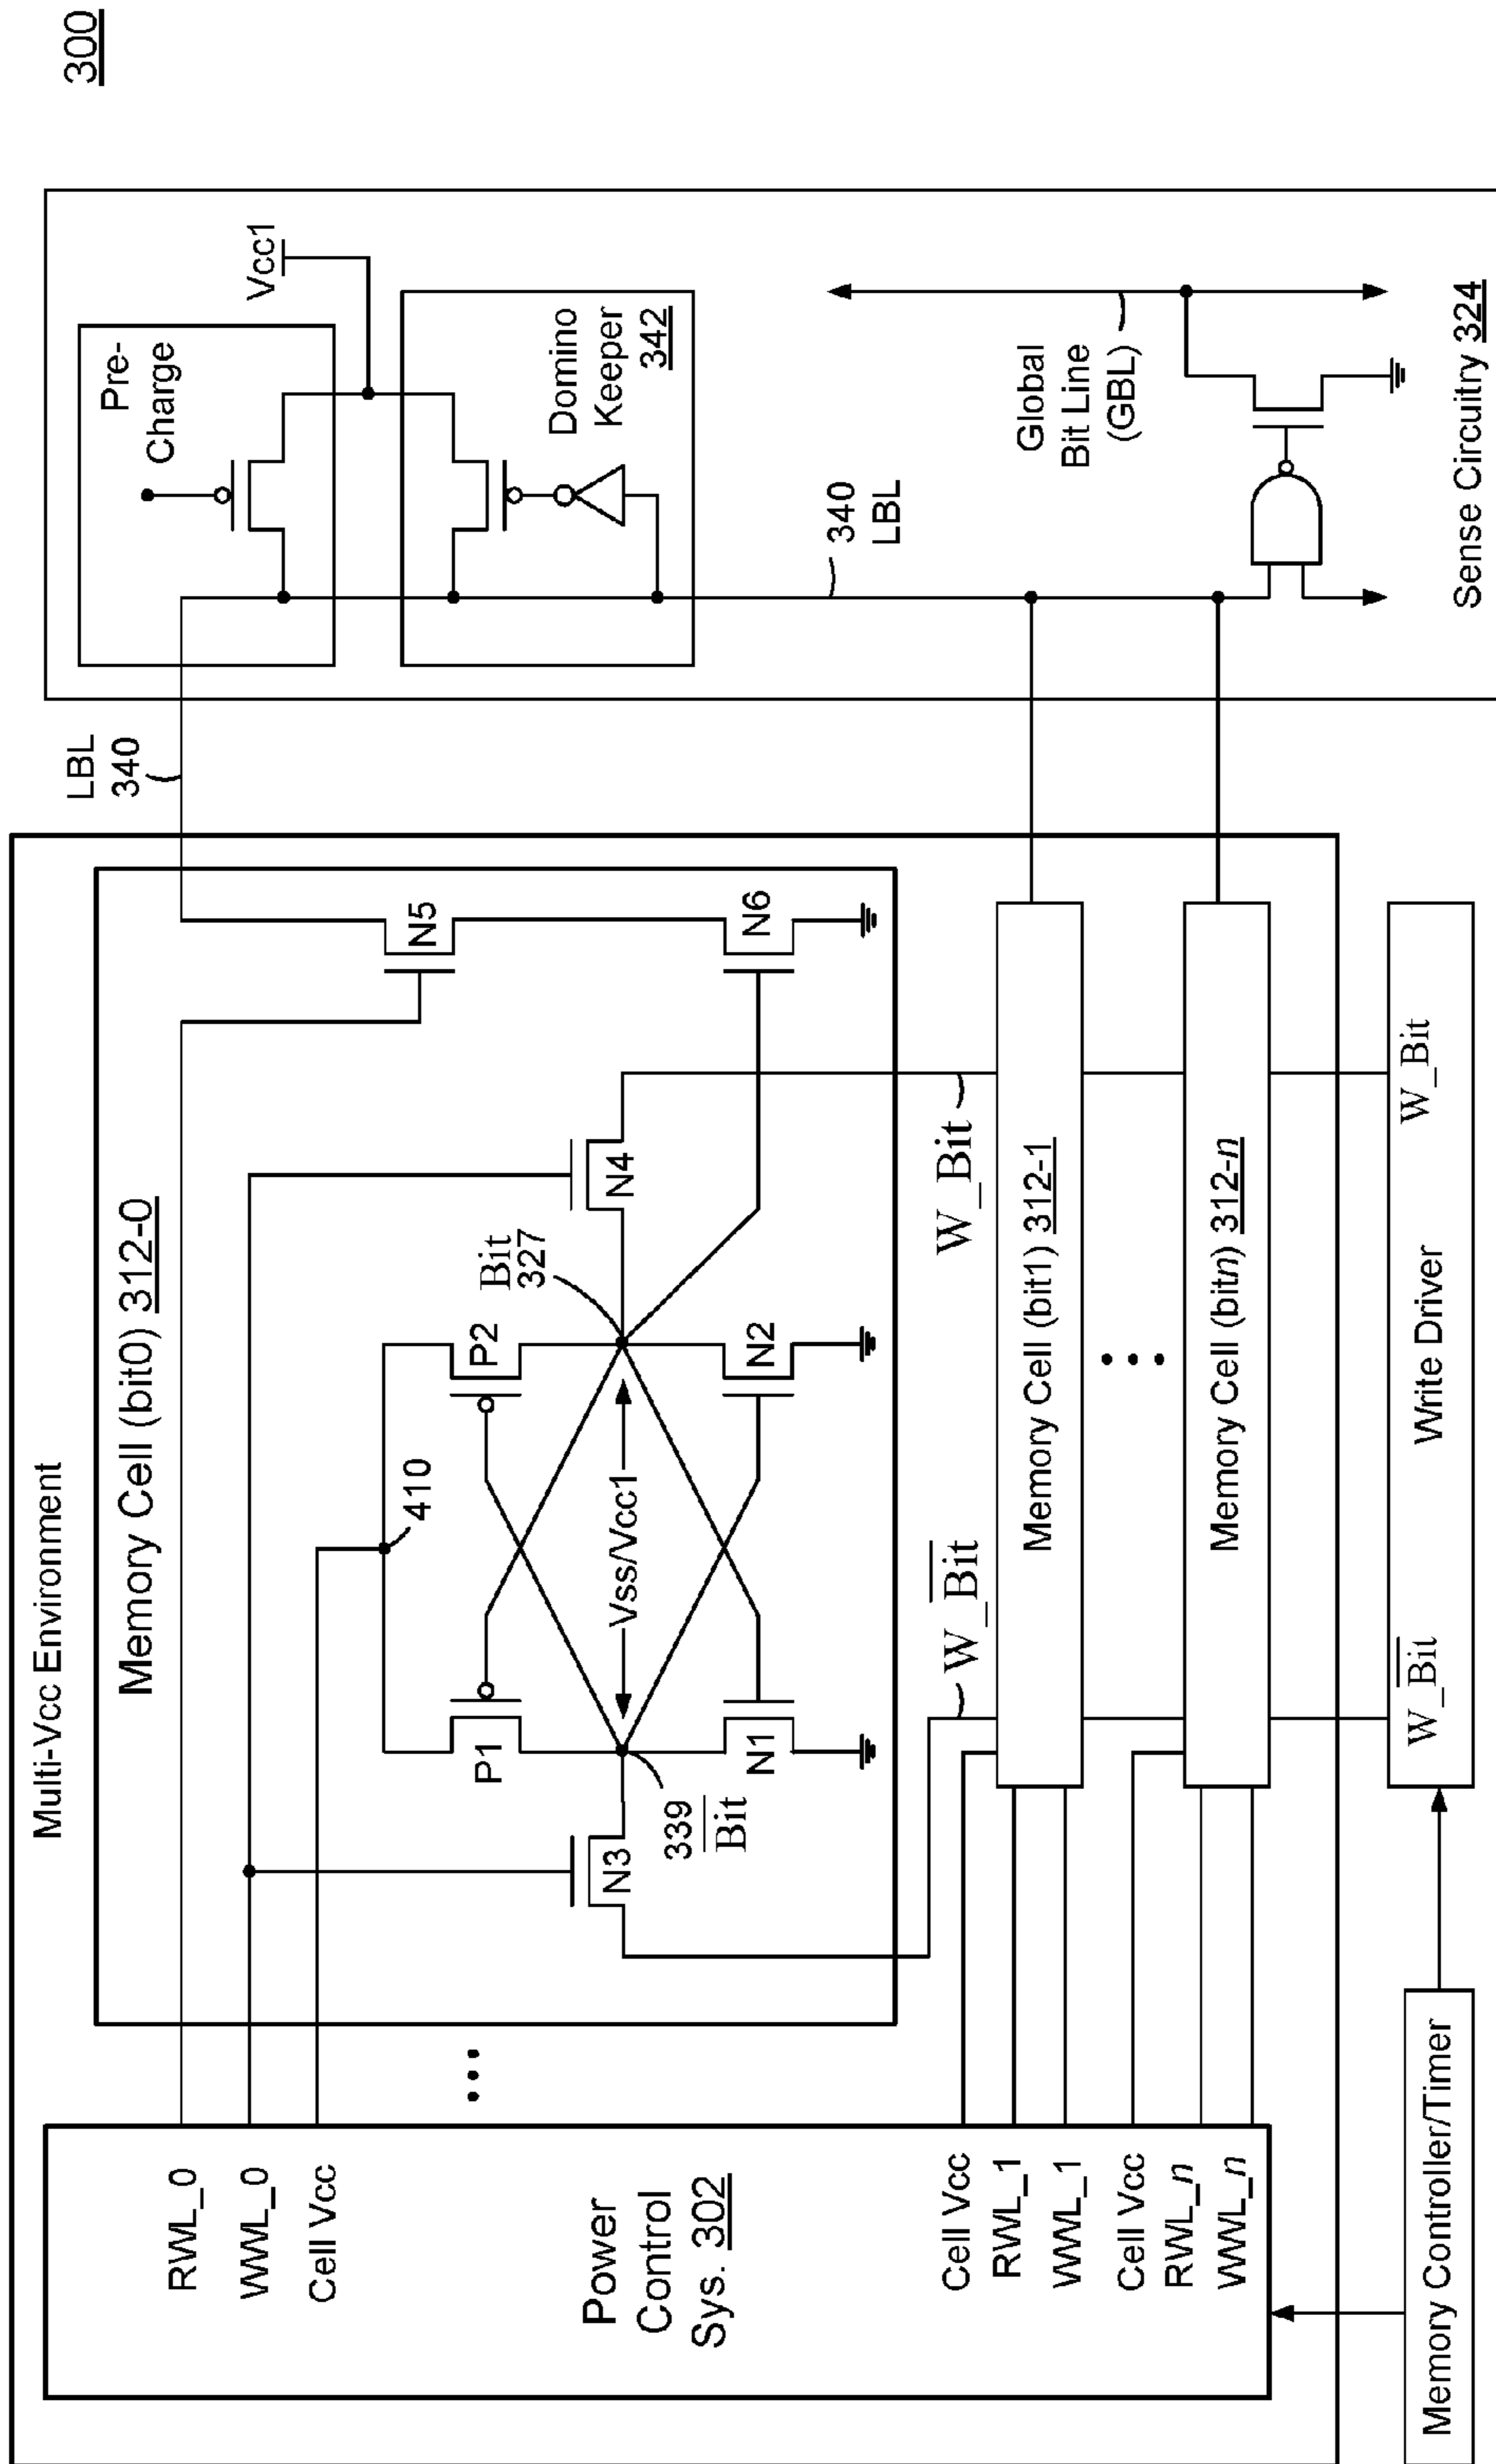 300
Multi-Vcc Environment
Memory Cell (bit0) 312-0
RWL_0
WWL_0
Cell Vcc
Power
Control
Sys. 302
Cell Vcc
RWL_1
WWL_1
Cell Vcc
RWL_n
WWL_n
410
P1
P2
Bit
327
Vss/Vcc1
339
B̅i̅t̅
N1
N2
N3
N4
N5
N6
W_B̅i̅t̅
W_Bit
Memory Cell (bit1) 312-1
Memory Cell (bitn) 312-n
W_B̅i̅t̅
Write Driver
W_Bit
Memory Controller/Timer
LBL
340
Pre-
Charge
Vcc1
Domino
Keeper
342
340
LBL
Global
Bit Line
(GBL)
Sense Circuitry 324